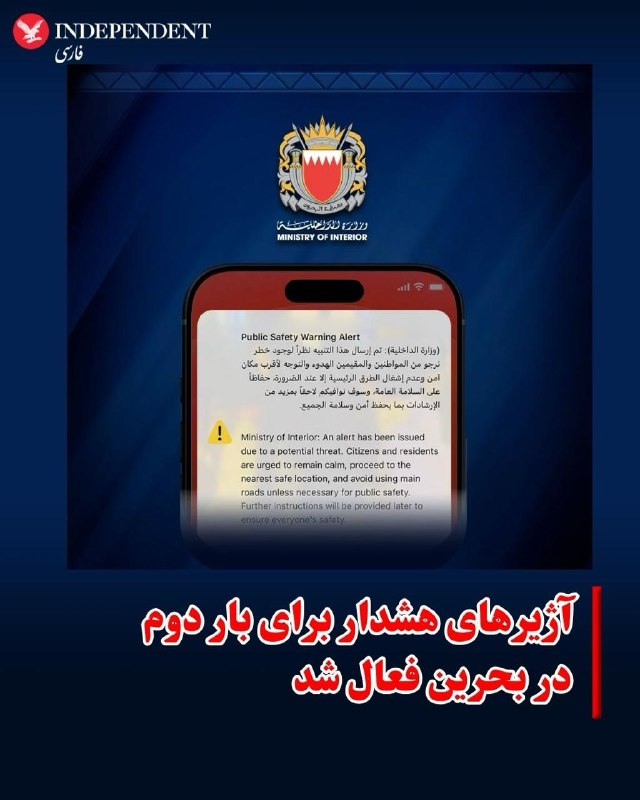 INDEPENDENT
فارسی
وزارة الداخلية
MINISTRY OF INTERIOR
Public Safety Warning Alert
(وزارة الداخلية): تم إرسال هذا التنبيه نظراً لوجود خطر
نرجو من المواطنين والمقيمين الهدوء والتوجه لأقرب مكان
آمن وعدم إشغال الطرق الرئيسية إلا عند الضرورة، حفاظاً
على السلامة العامة، وسوف نوافيكم لاحقاً بمزيد من
الإرشادات بما يحفظ أمن وسلامة الجميع.
Ministry of Interior: An alert has been issued
due to a potential threat. Citizens and residents
are urged to remain calm, proceed to the
nearest safe location, and avoid using main
roads unless necessary for public safety.
Further instructions will be provided later to
ensure everyone's safety.
آژیرهای هشدار برای بار دوم
در بحرین فعال شد